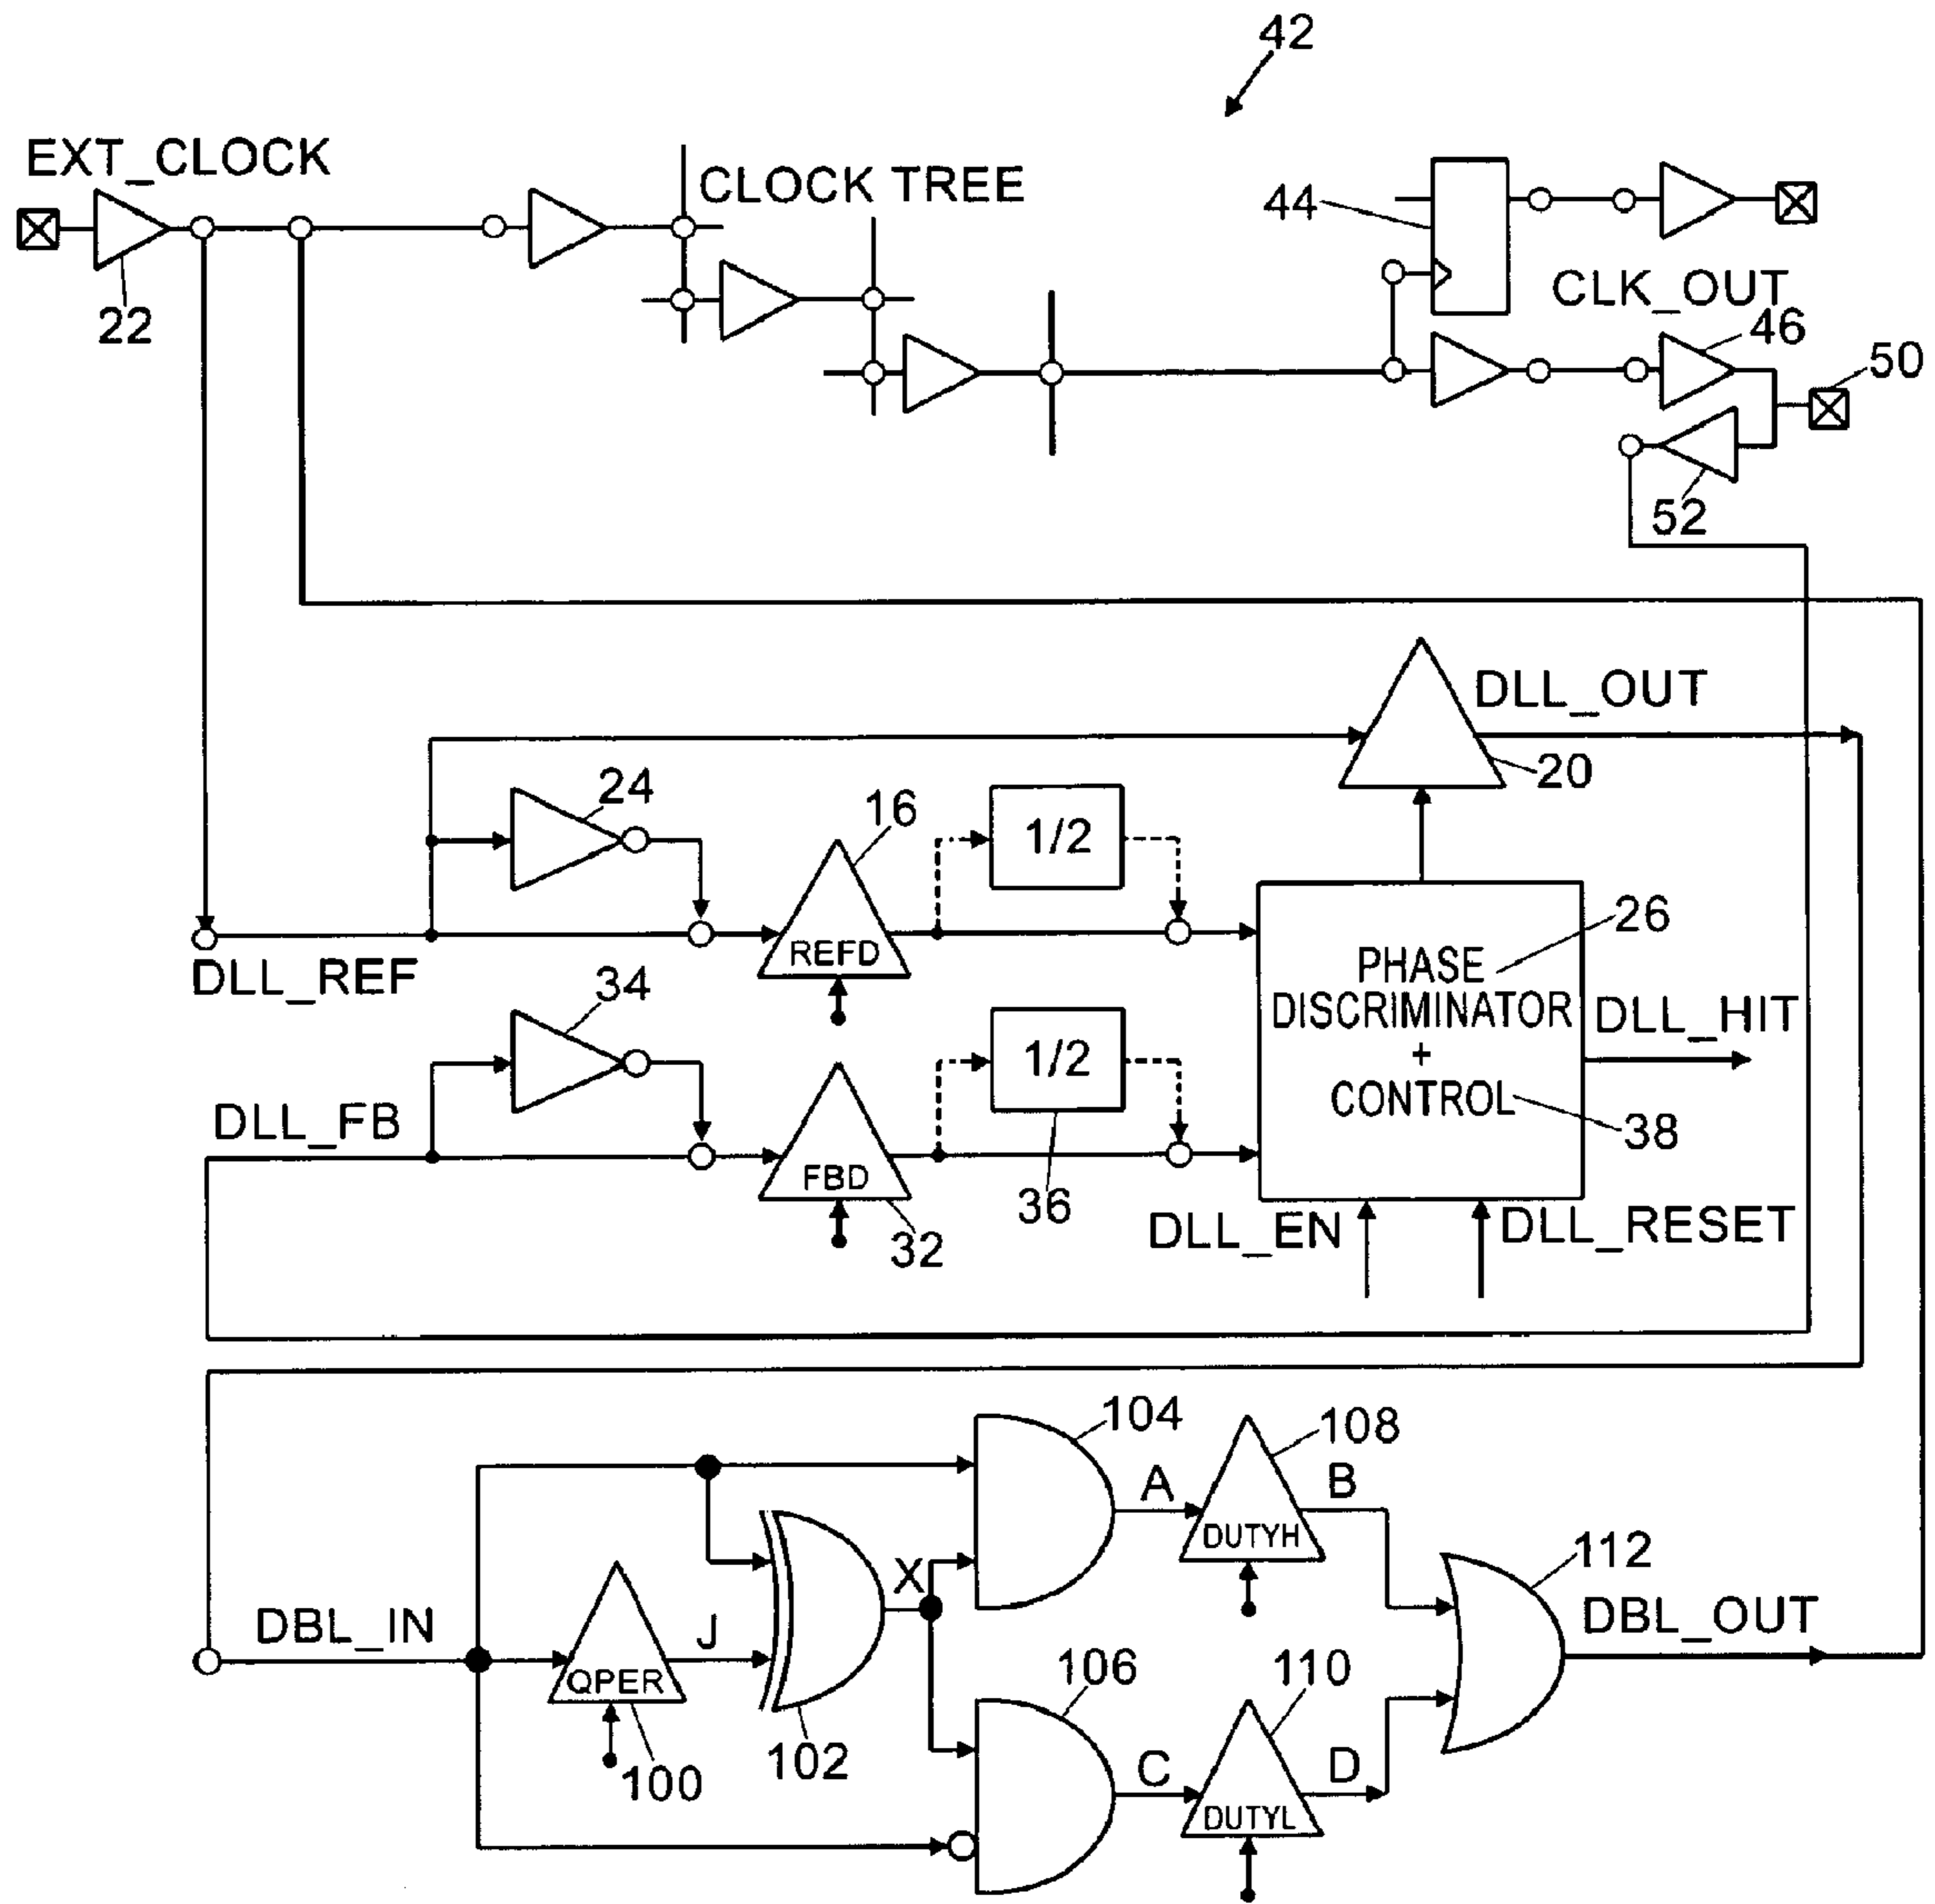 42
EXT_CLOCK
CLOCK TREE
44
22
CLK_OUT
46
50
52
DLL_OUT
20
24
16
1/2
REFD
DLL_REF
26
PHASE
DISCRIMINATOR
+
CONTROL
38
DLL_HIT
34
1/2
DLL_FB
FBD
32
36
DLL_EN
DLL_RESET
104
108
A
B
DUTYH
112
X
DBL_IN
J
DBL_OUT
QPER
100
102
106
110
C
D
DUTYL